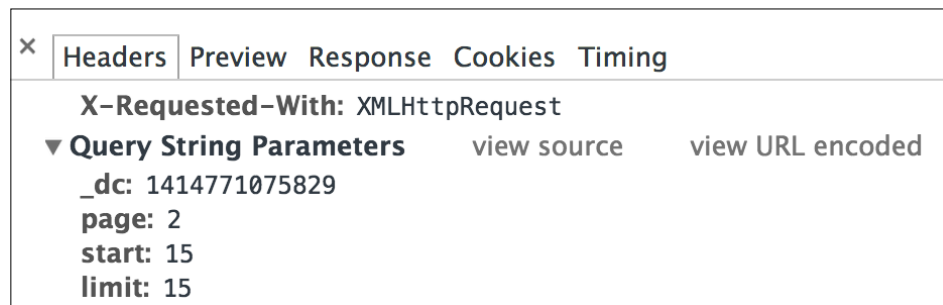 × Headers Preview Response Cookies Timing
X-Requested-With: XMLHttpRequest
▼ Query String Parameters view source view URL encoded
_dc: 1414771075829
page: 2
start: 15
limit: 15